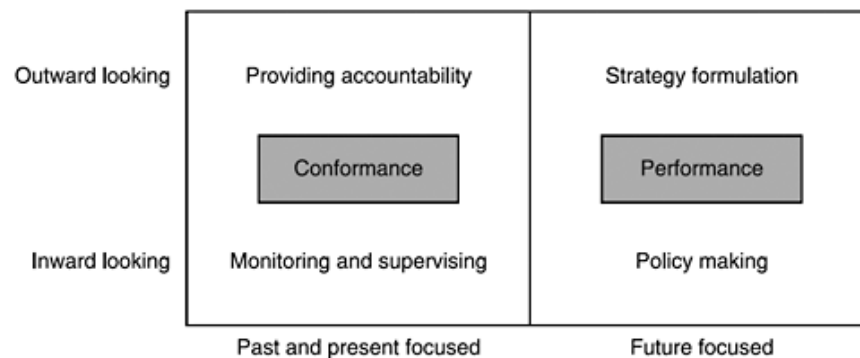 Outward looking
Providing accountability
Strategy formulation
Conformance
Performance
Inward looking
Monitoring and supervising
Policy making
Past and present focused
Future focused